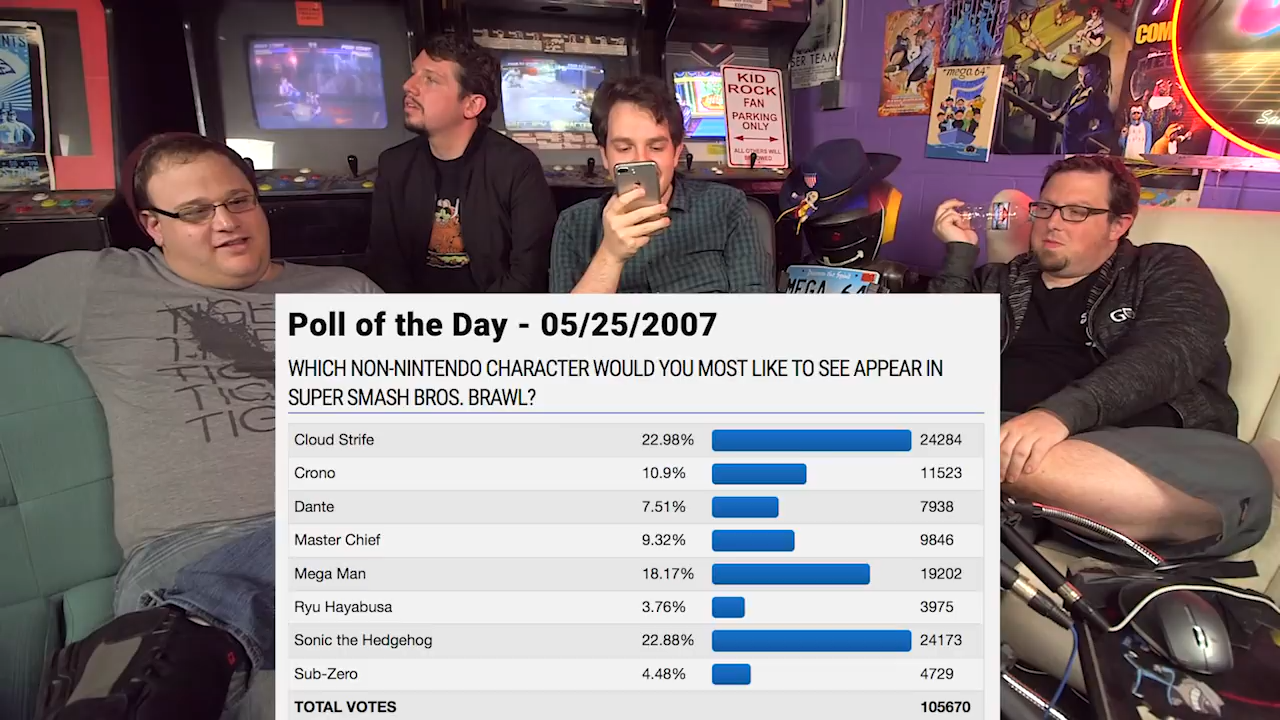 KID
ROCK
FAN
PARKING
ONLY
ALL OTHERS WILL
COM
"mega 64"
MEGA 64
Poll of the Day - 05/25/2007
WHICH NON-NINTENDO CHARACTER WOULD YOU MOST LIKE TO SEE APPEAR IN
SUPER SMASH BROS. BRAWL?
Cloud Strife 22.98% 24284
Crono 10.9% 11523
Dante 7.51% 7938
Master Chief 9.32% 9846
Mega Man 18.17% 19202
Ryu Hayabusa 3.76% 3975
Sonic the Hedgehog 22.88% 24173
Sub-Zero 4.48% 4729
TOTAL VOTES 105670